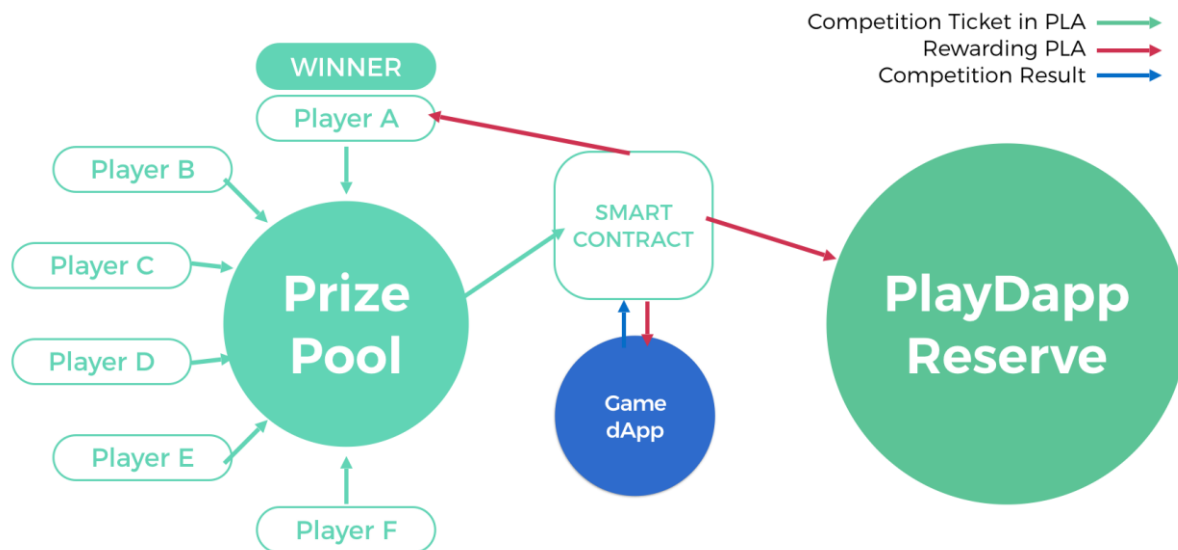 Competition Ticket in PLA
Rewarding PLA
Competition Result
WINNER
Player A
Player B
Player C
Player D
Player E
Player F
Prize
Pool
SMART
CONTRACT
Game
dApp
PlayDapp
Reserve